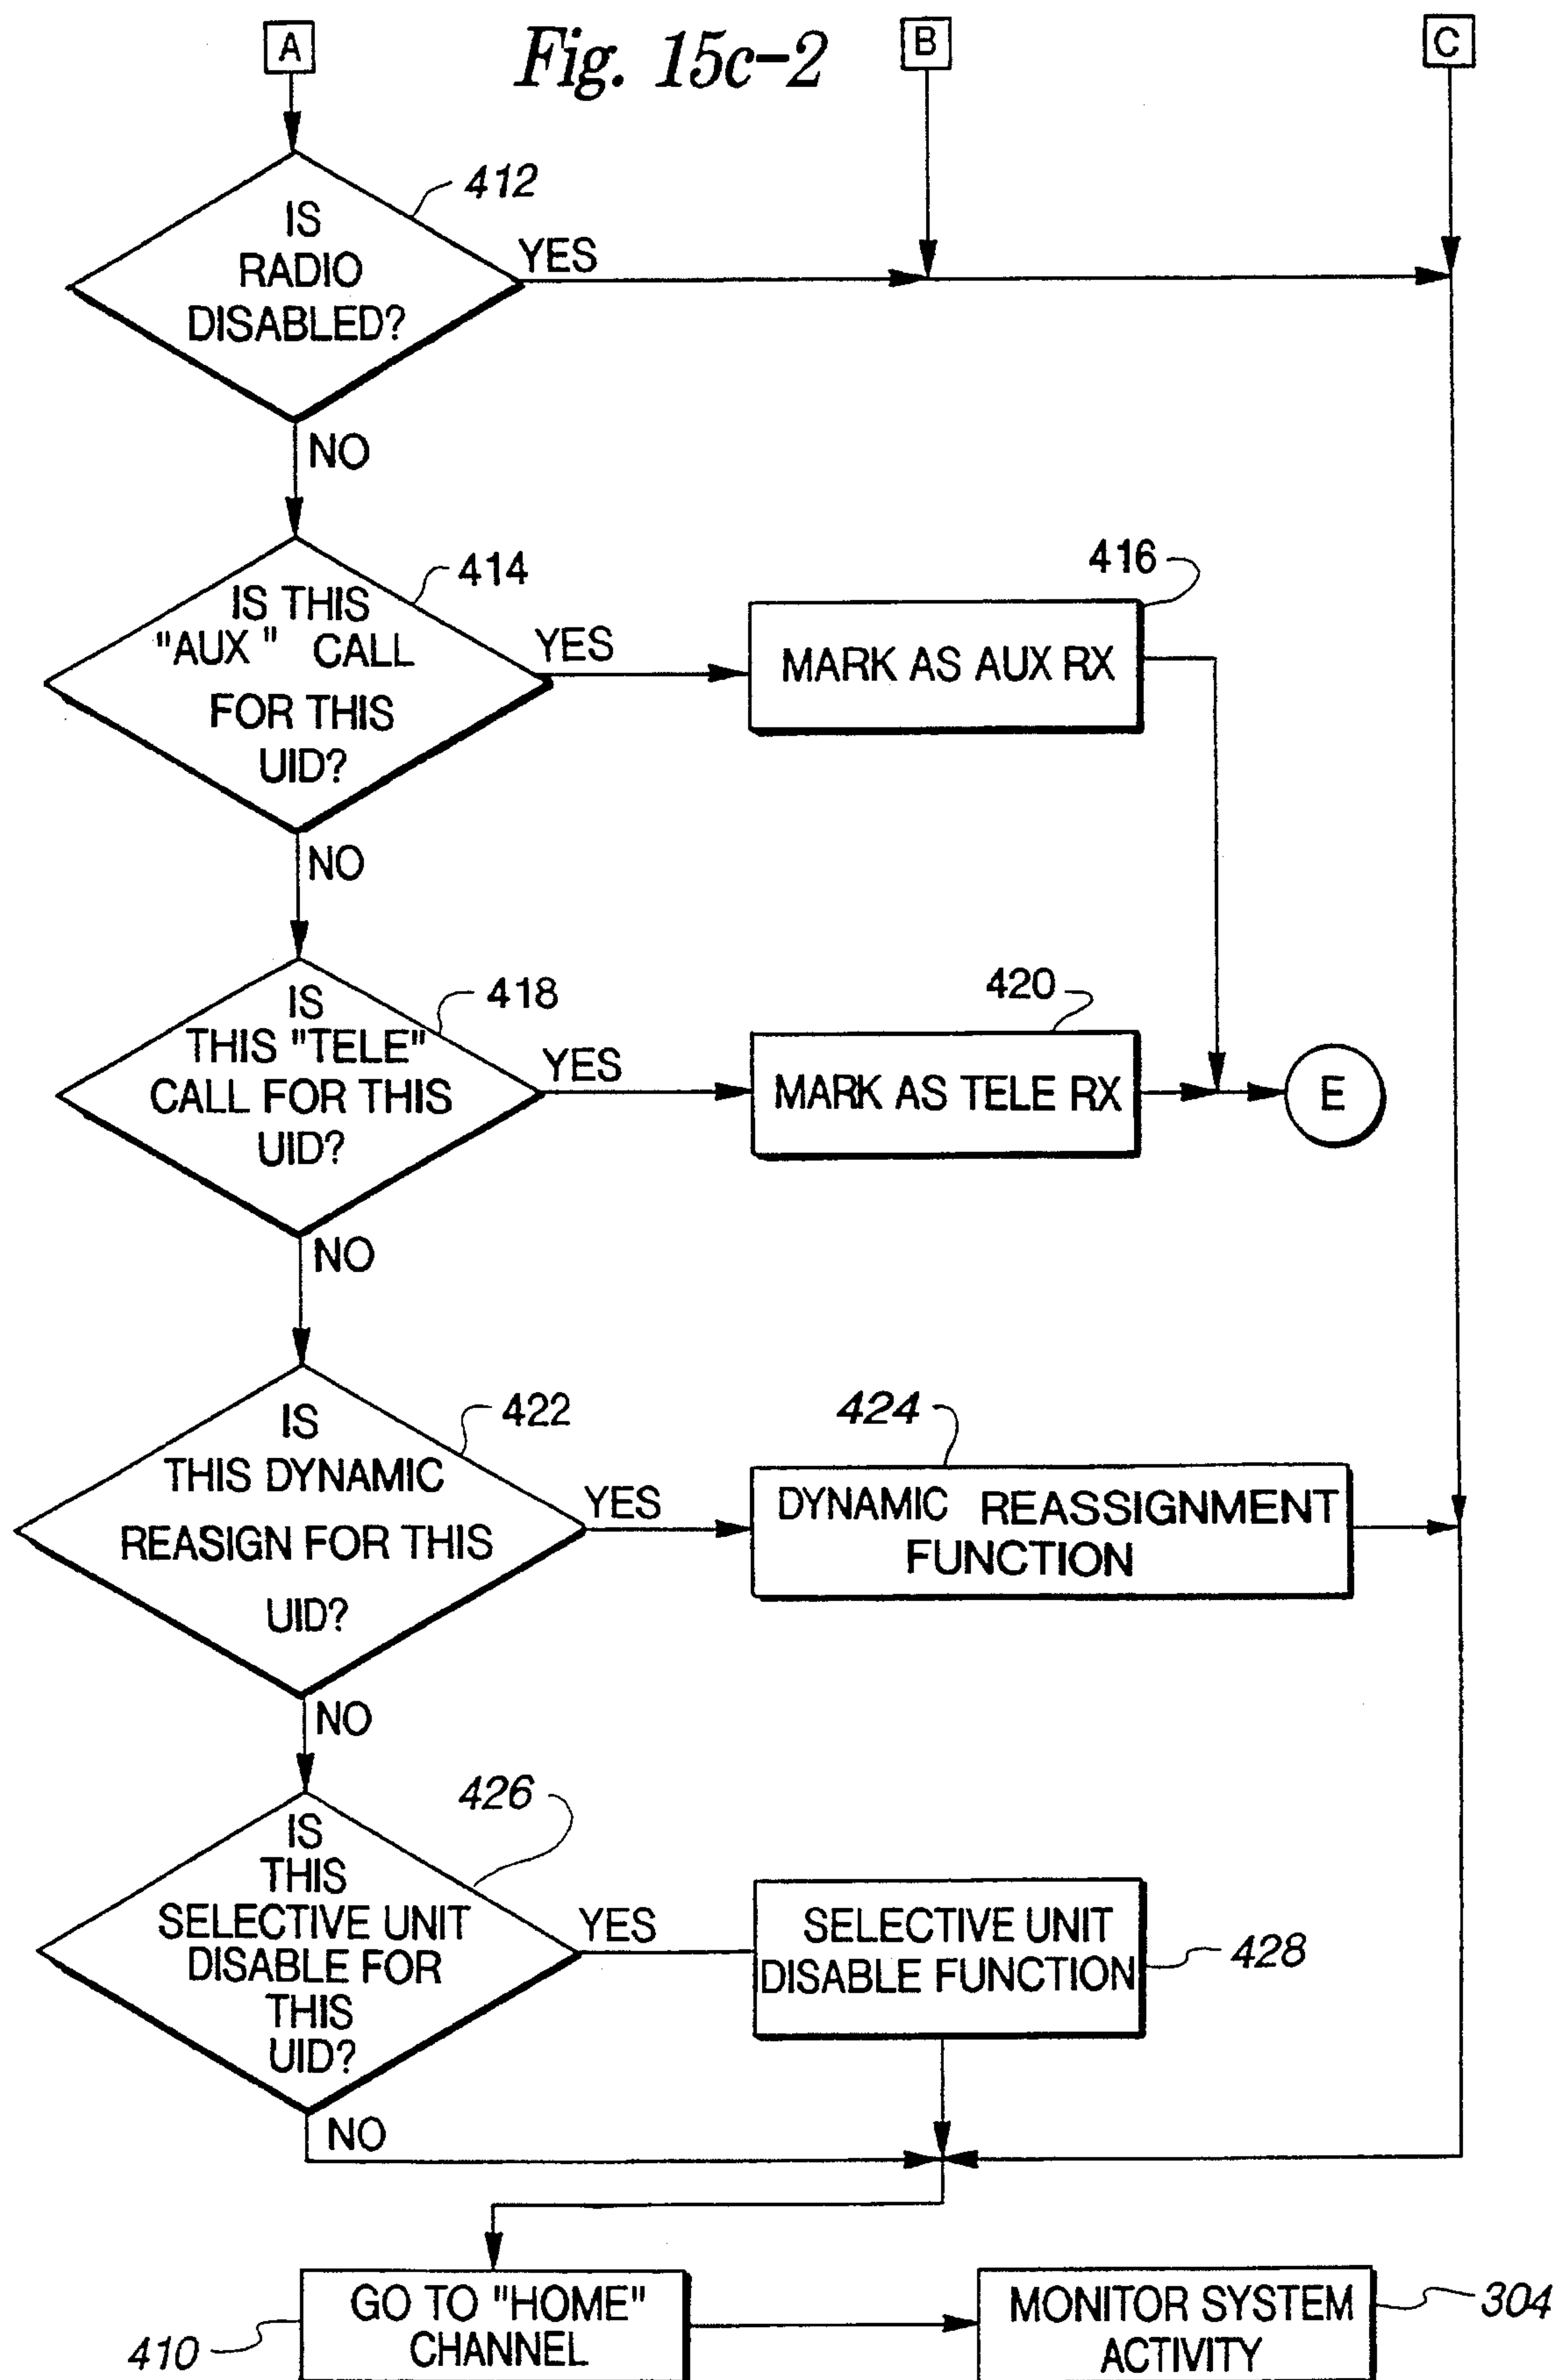 A
Fig. 15c-2
B
C
412
IS
RADIO
DISABLED?
YES
NO
414
IS THIS
"AUX" CALL
FOR THIS
UID?
YES
416
MARK AS AUX RX
NO
418
IS
THIS "TELE"
CALL FOR THIS
UID?
YES
420
MARK AS TELE RX
E
NO
422
IS
THIS DYNAMIC
REASIGN FOR THIS
UID?
YES
424
DYNAMIC REASSIGNMENT
FUNCTION
NO
426
IS
THIS
SELECTIVE UNIT
DISABLE FOR
THIS
UID?
YES
SELECTIVE UNIT
DISABLE FUNCTION
428
NO
GO TO "HOME"
CHANNEL
410
MONITOR SYSTEM
ACTIVITY
304